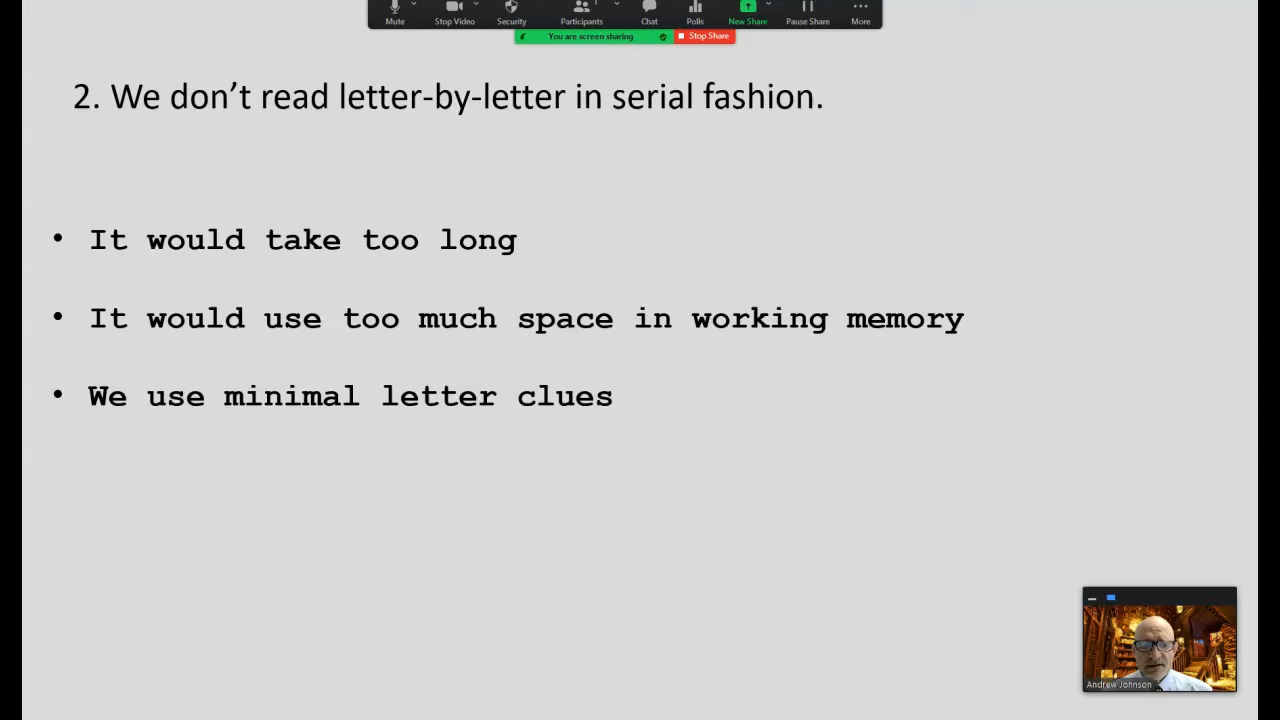 Mute Stop Video Security Participants Chat Polls New Share Pause Share More
You are screen sharing Stop Share
2. We don’t read letter-by-letter in serial fashion.
• It would take too long
• It would use too much space in working memory
• We use minimal letter clues
Andrew Johnson